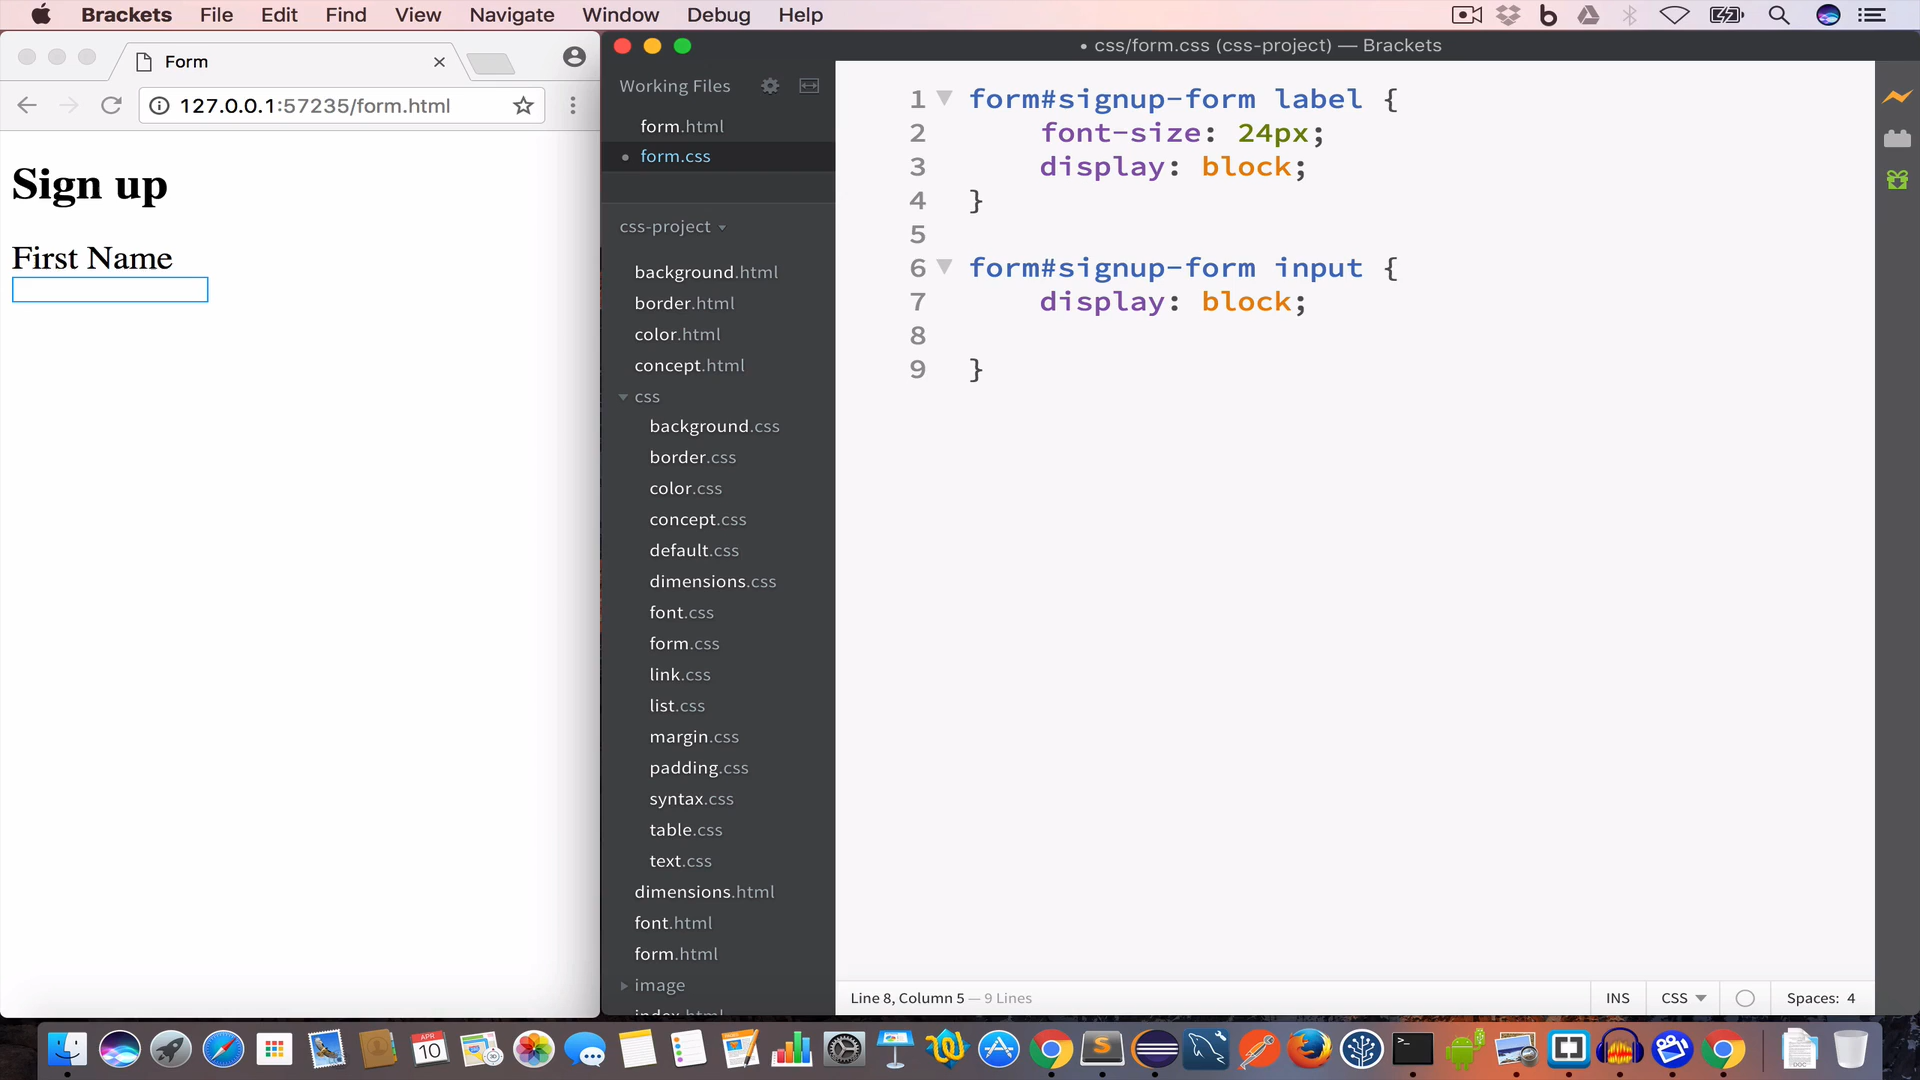 Brackets File Edit Find View Navigate Window Debug Help
Form
127.0.0.1:57235/form.html
Sign up
First Name
• css/form.css (css-project) — Brackets
Working Files
form.html
form.css
css-project
background.html
border.html
color.html
concept.html
css
background.css
border.css
color.css
concept.css
default.css
dimensions.css
font.css
form.css
link.css
list.css
margin.css
padding.css
syntax.css
table.css
text.css
dimensions.html
font.html
form.html
image
index.html
1 form#signup-form label {
2 font-size: 24px;
3 display: block;
4 }
5
6 form#signup-form input {
7 display: block;
8
9 }
Line 8, Column 5 — 9 Lines
INS CSS Spaces: 4
APR
10